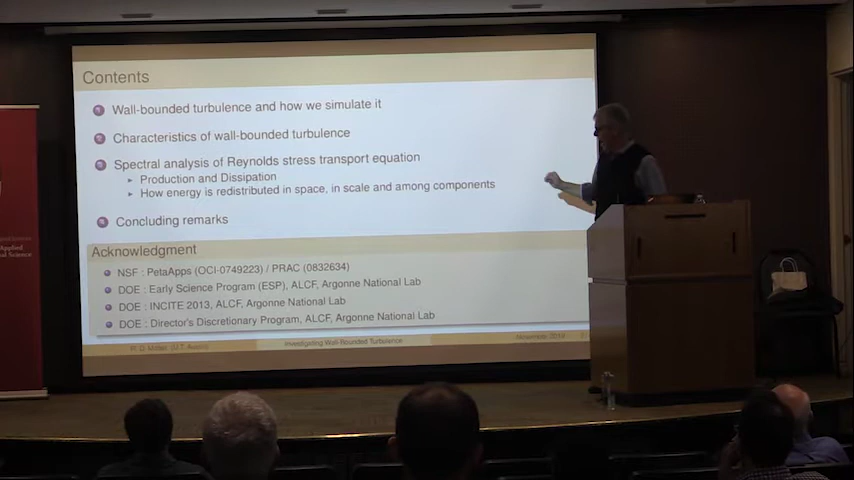 Contents
Wall-bounded turbulence and how we simulate it
Characteristics of wall-bounded turbulence
Spectral analysis of Reynolds stress transport equation
Production and Dissipation
How energy is redistributed in space, in scale and among components
Concluding remarks
Acknowledgment
NSF : PetaApps (OCI-0749223) / PRAC (0832634)
DOE : Early Science Program (ESP), ALCF, Argonne National Lab
DOE : INCITE 2013, ALCF, Argonne National Lab
DOE : Director's Discretionary Program, ALCF, Argonne National Lab
Investigating Wall-Bounded Turbulence
Applied
Science